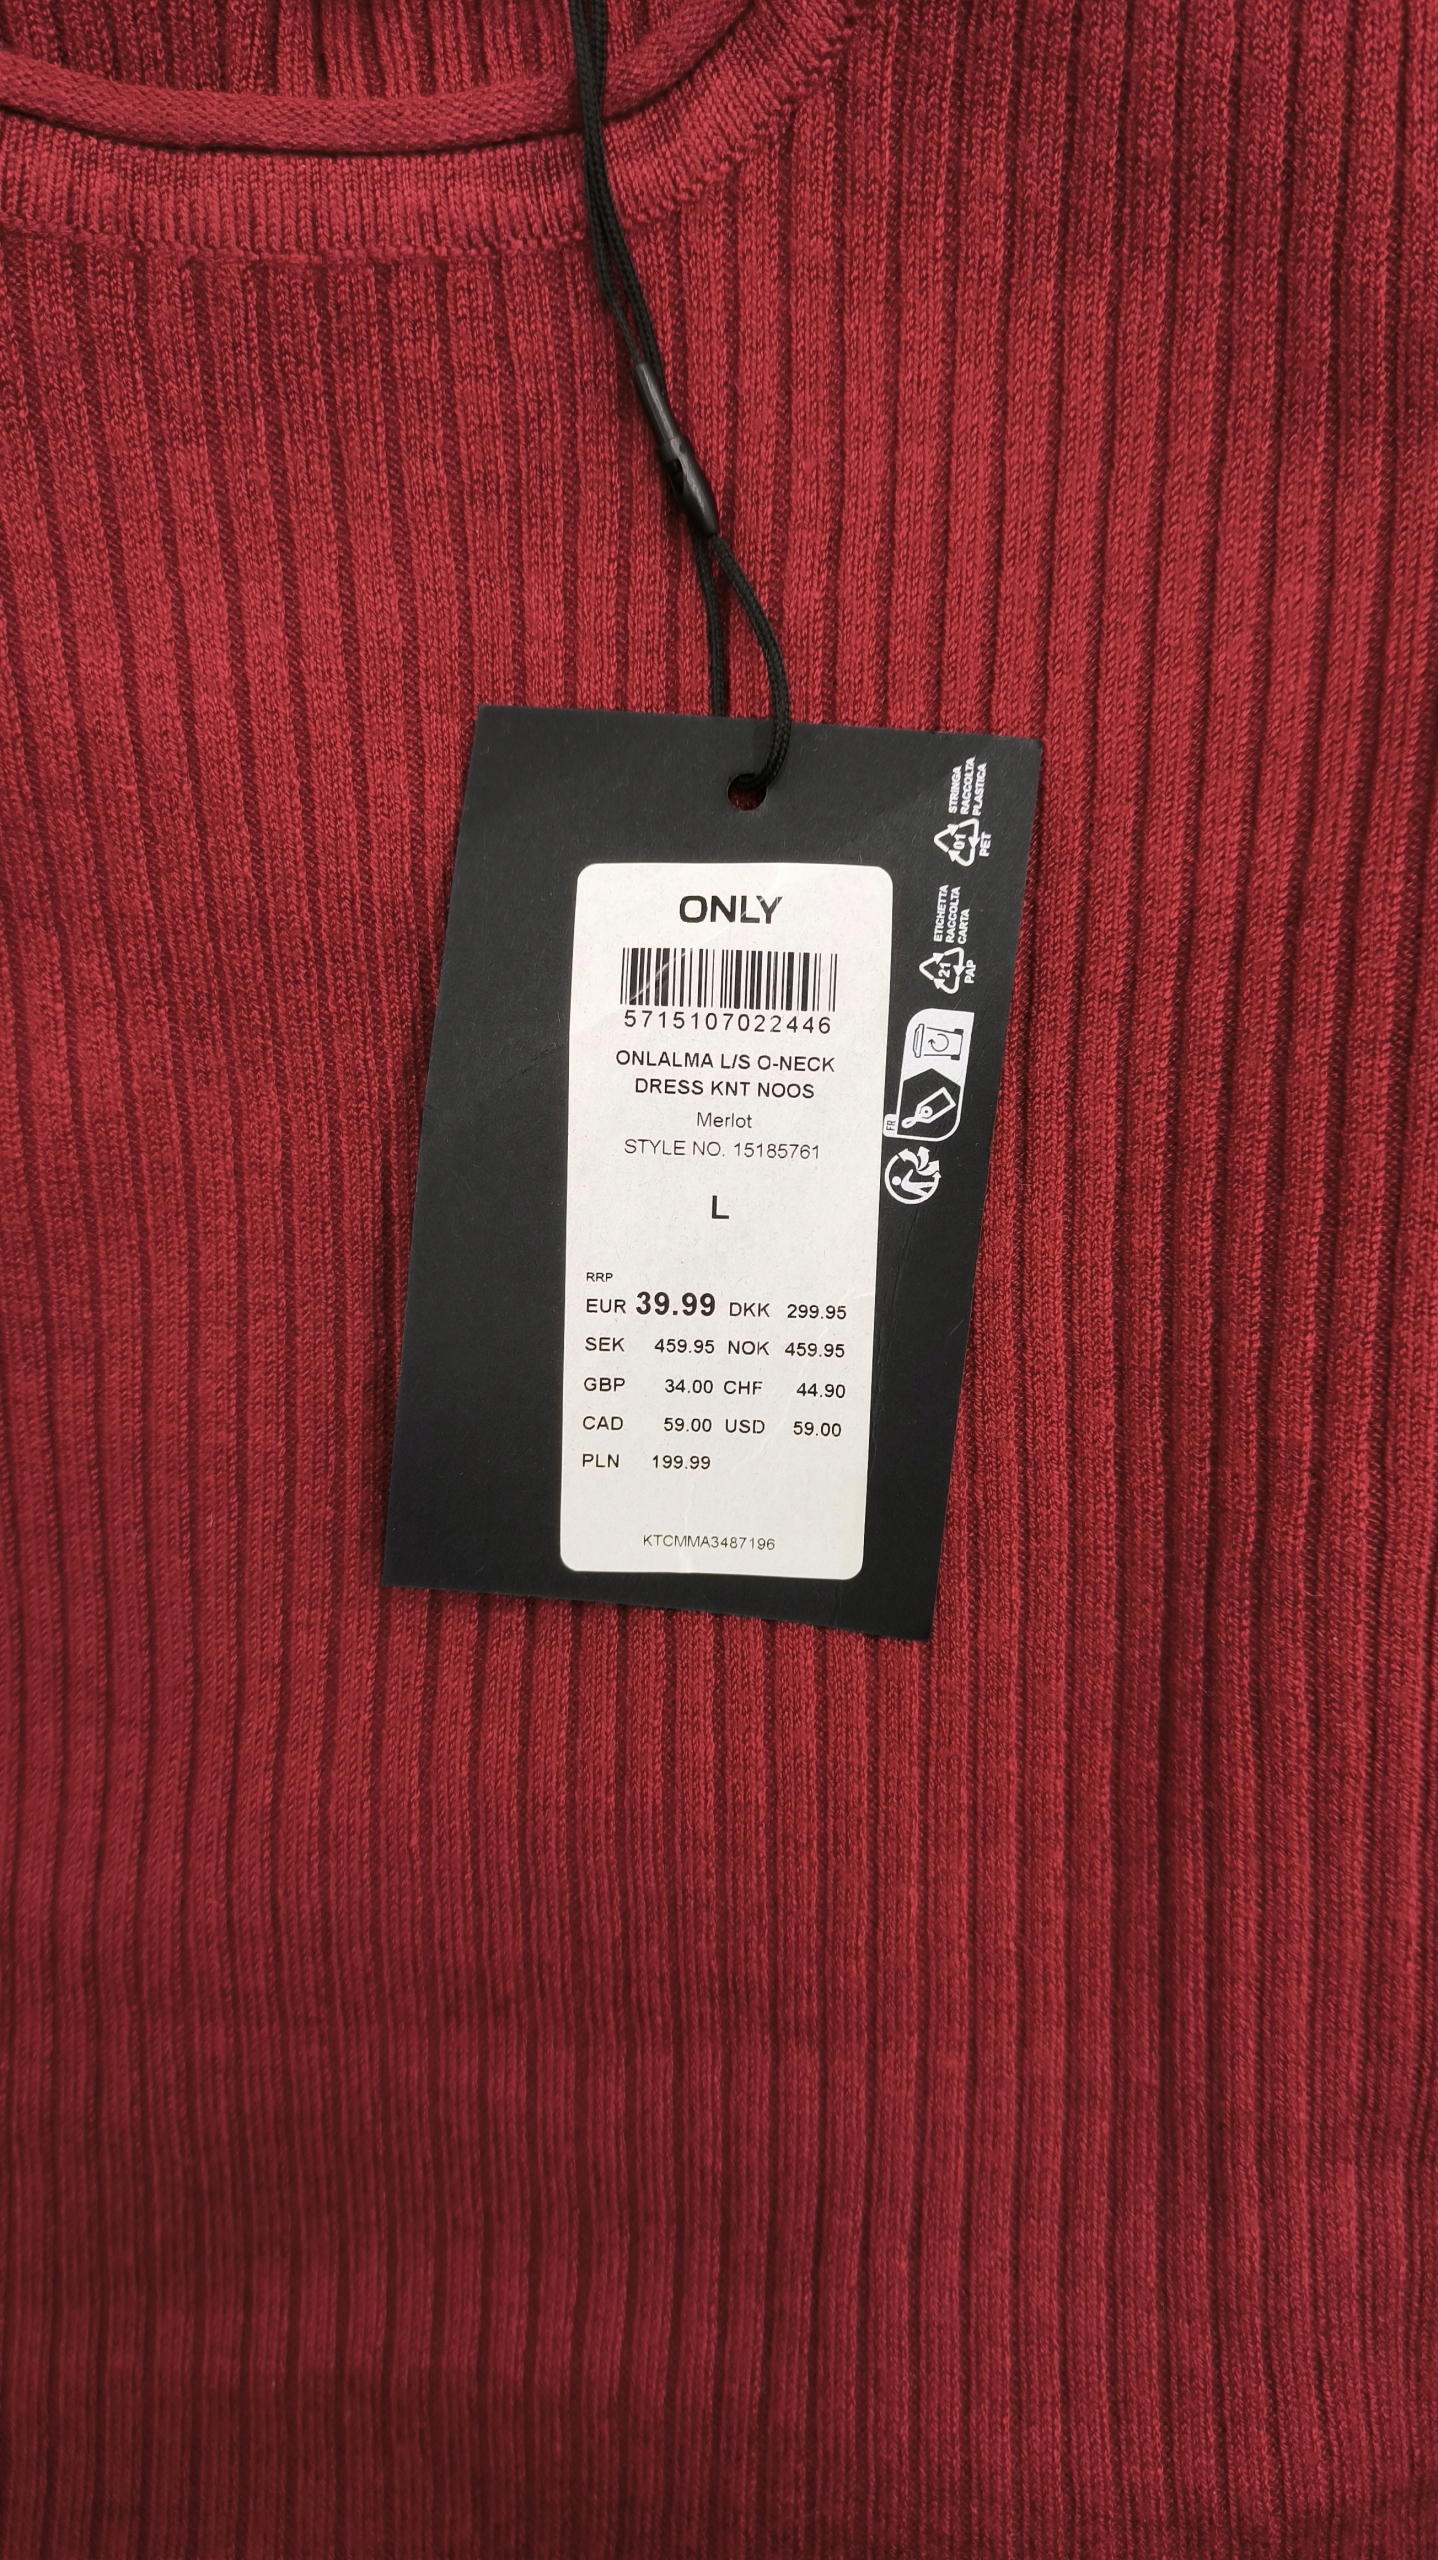 ONLY
5715107022446
ONLALMA L/S O-NECK
DRESS KNT NOOS
Merlot
STYLE NO. 15185761
L
RRP
EUR 39.99 DKK 299.95
SEK 459.95 NOK 459.95
GBP 34.00 CHF 44.90
CAD 59.00 USD 59.00
PLN 199.99
KTCMMA3487196
STRINGA
RACCOLTA
PLASTICA
01
PET
ETICHETTA
RACCOLTA
CARTA
21
PAP
FR